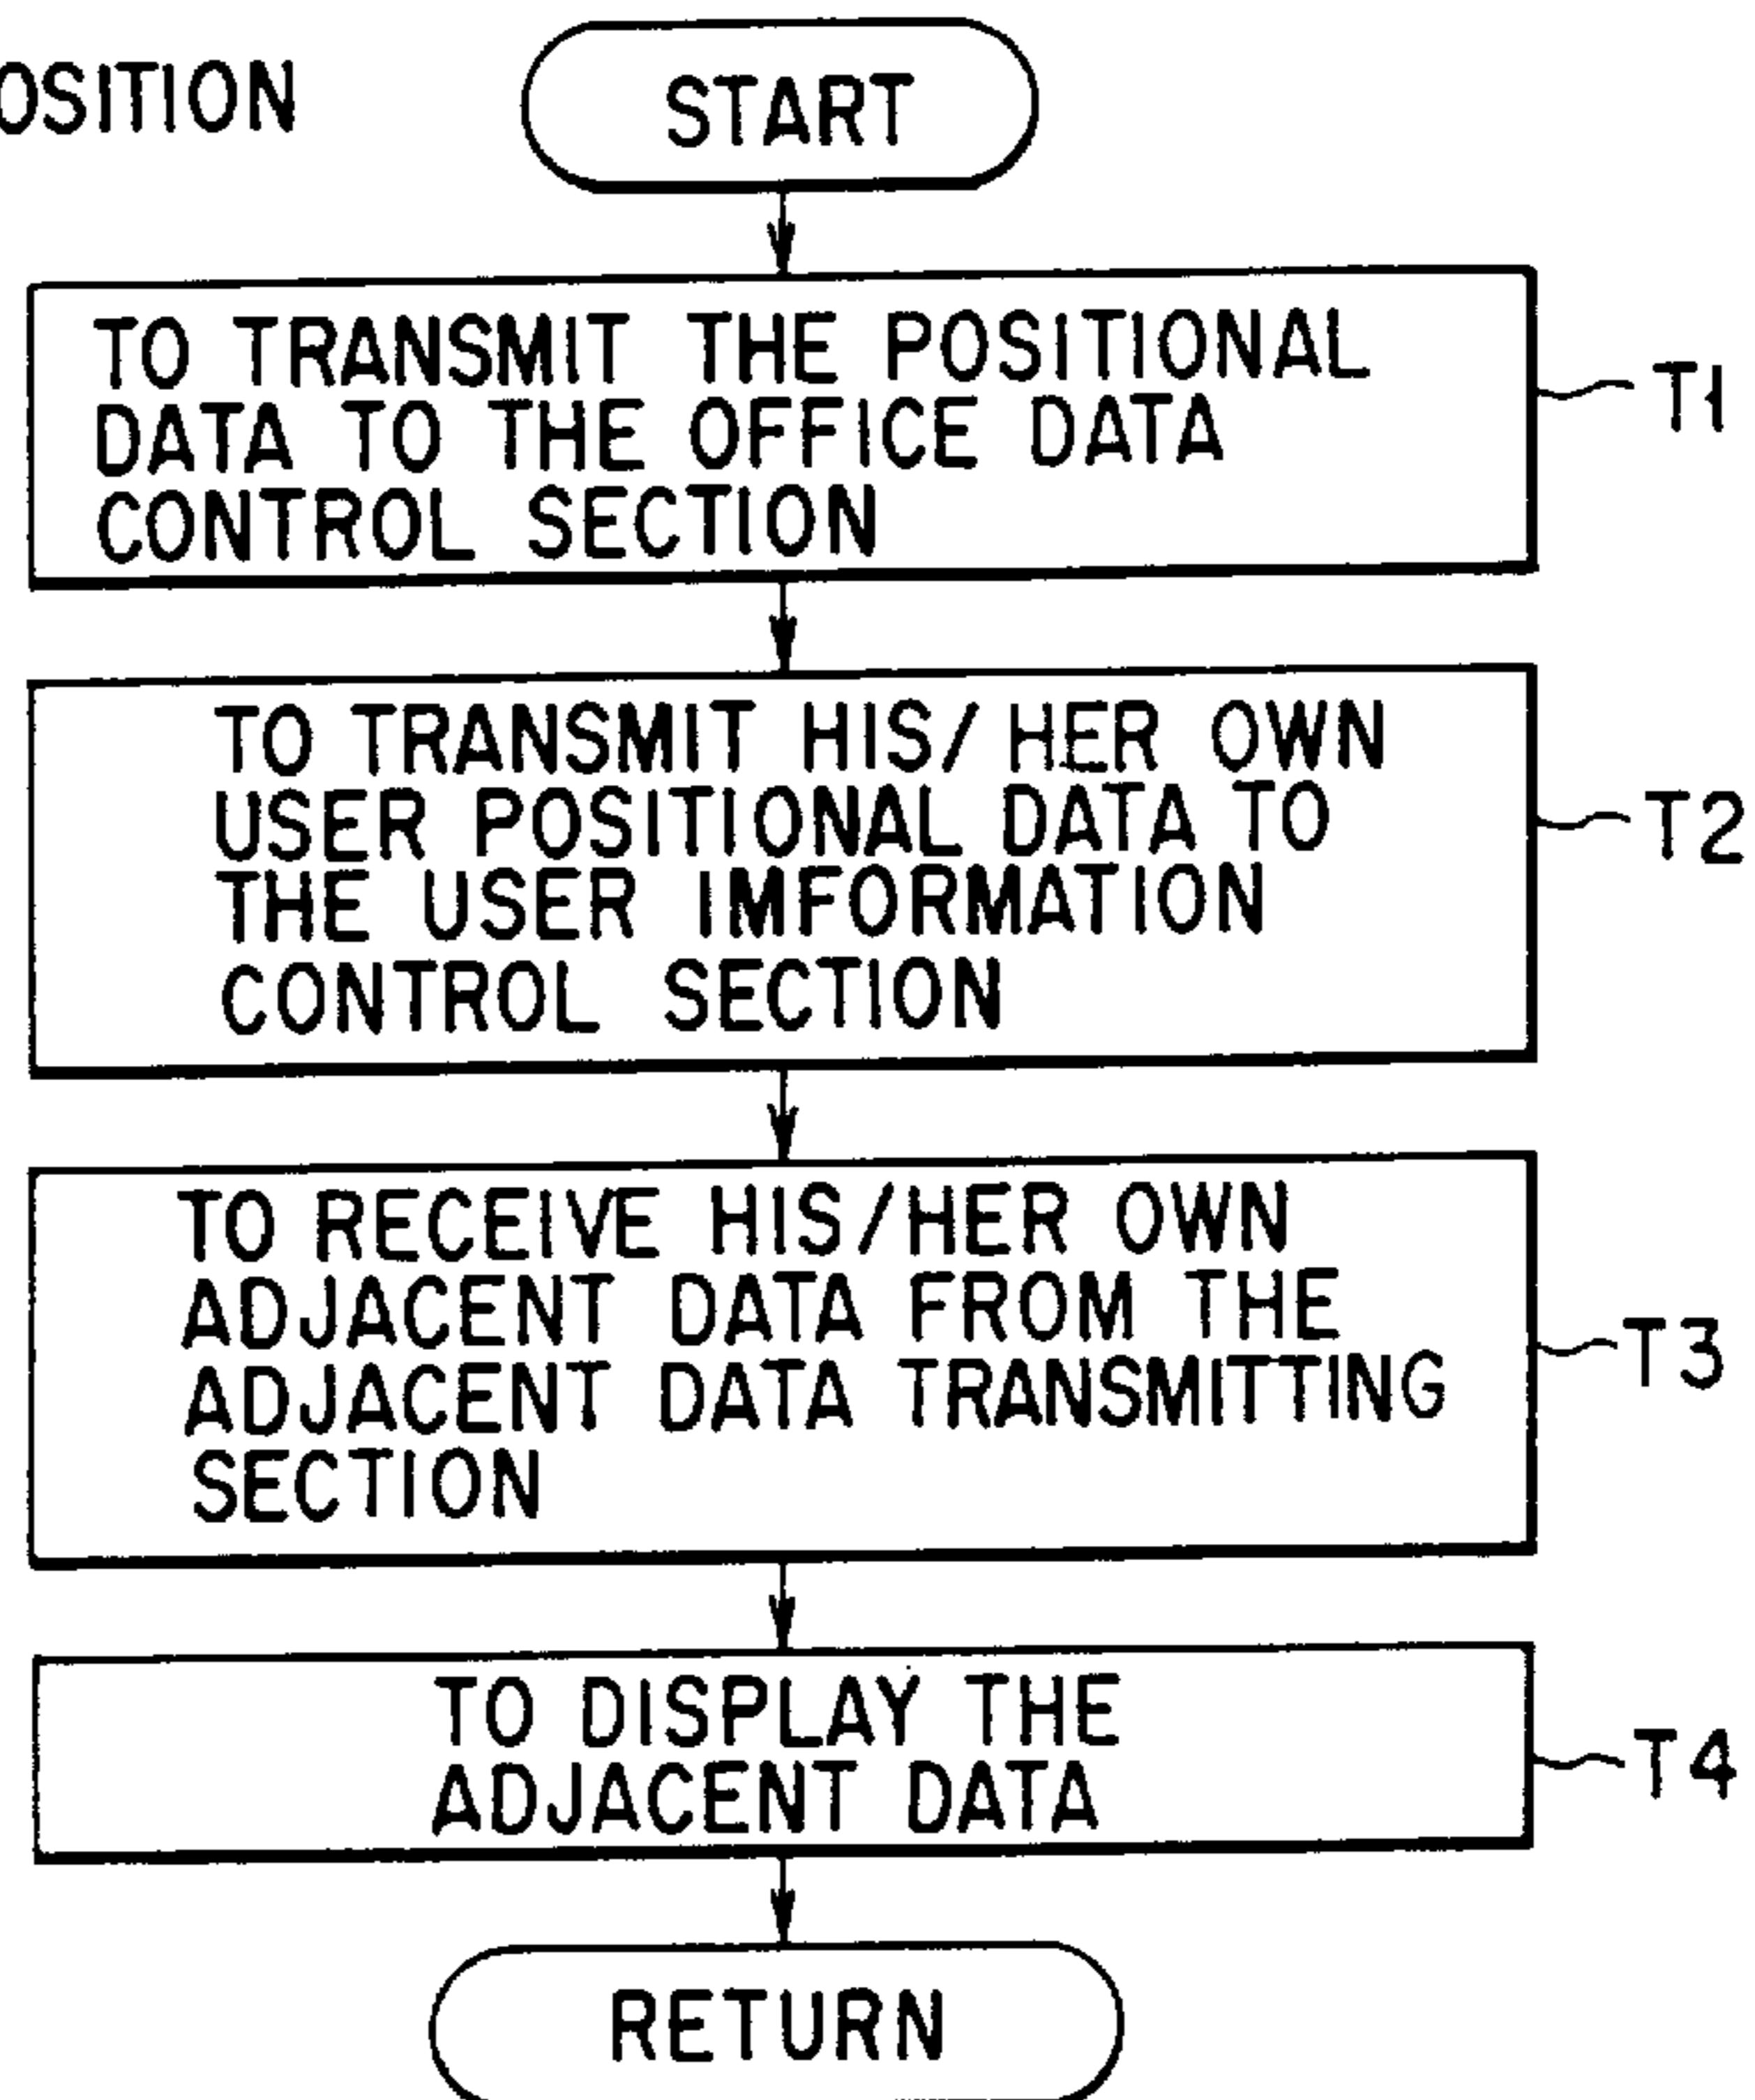 OSITION
START
TO TRANSMIT THE POSITIONAL
DATA TO THE OFFICE DATA
CONTROL SECTION
T1
TO TRANSMIT HIS/HER OWN
USER POSITIONAL DATA TO
THE USER IMFORMATION
CONTROL SECTION
T2
TO RECEIVE HIS/HER OWN
ADJACENT DATA FROM THE
ADJACENT DATA TRANSMITTING
SECTION
T3
TO DISPLAY THE
ADJACENT DATA
T4
RETURN